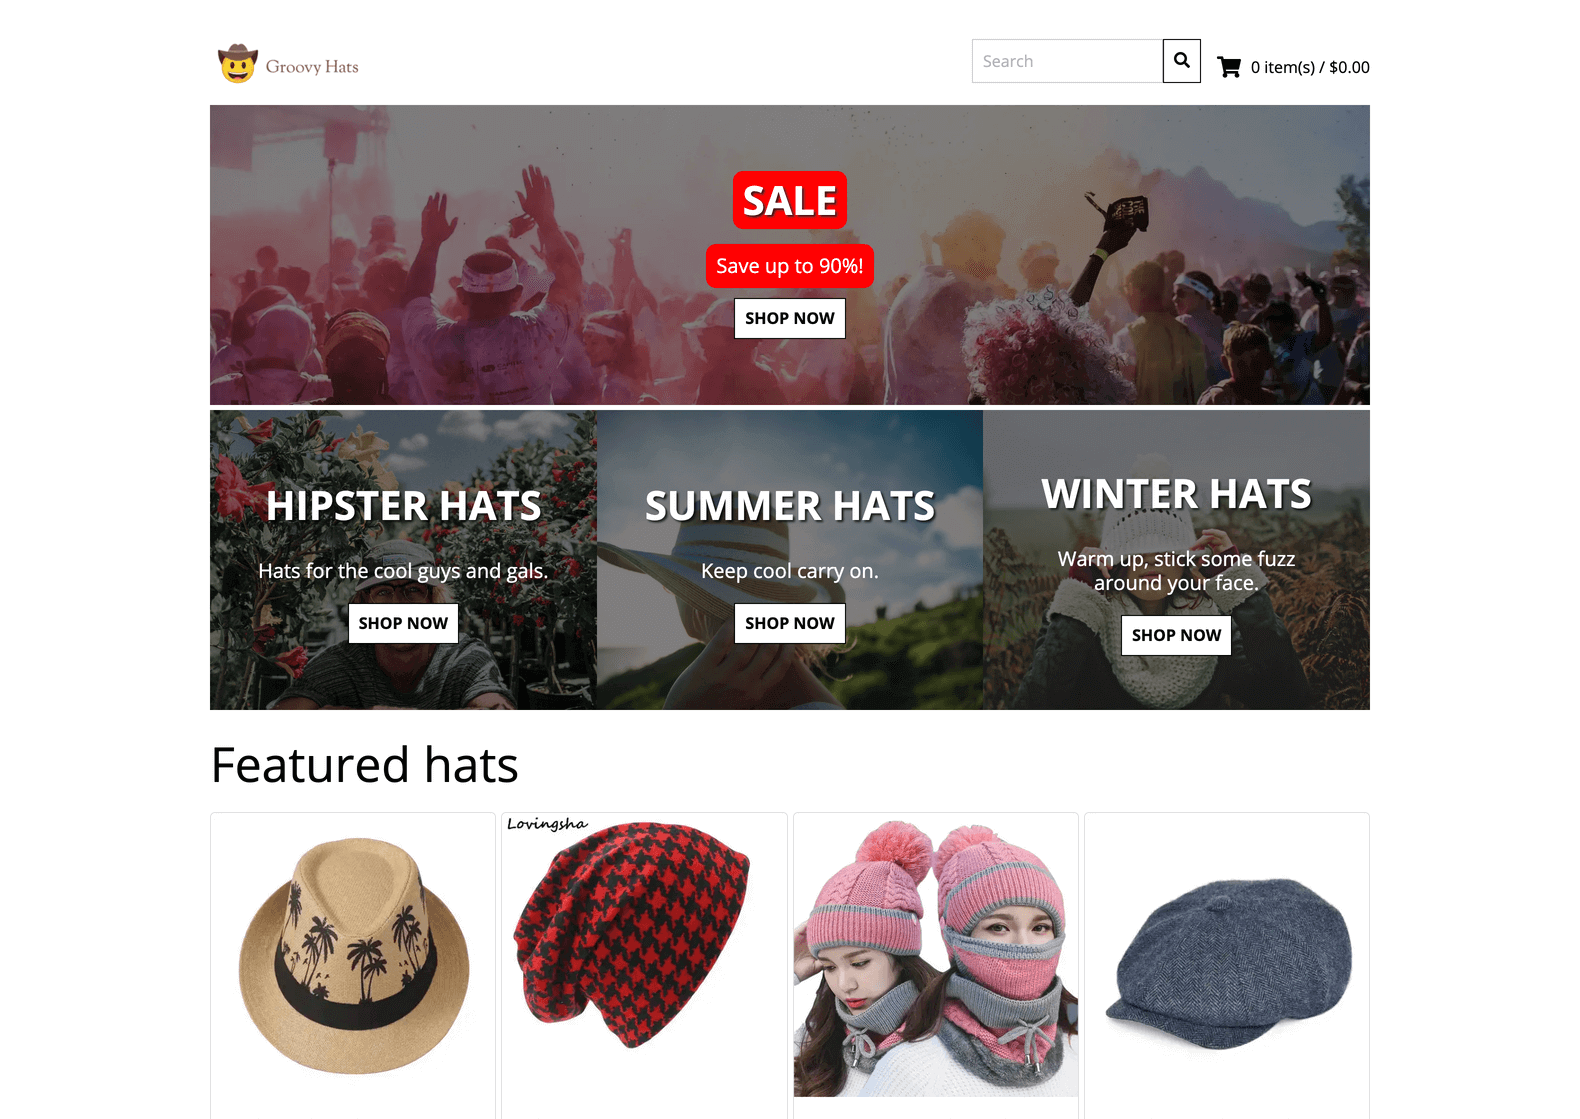 Groovy Hats
Search
0 item(s) / $0.00
SALE
Save up to 90%!
SHOP NOW
HIPSTER HATS
Hats for the cool guys and gals.
SHOP NOW
SUMMER HATS
Keep cool carry on.
SHOP NOW
WINTER HATS
Warm up, stick some fuzz
around your face.
SHOP NOW
Featured hats
Lovingsha